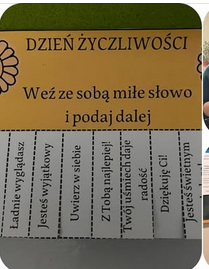 DZIEŃ ŻYCZLIWOŚCI
Weź ze sobą miłe słowo
i podaj dalej
Ładnie wyglądasz
Jesteś wyjątkowy
Uwierz w siebie
Z Tobą najlepiej!
Twój uśmiech daje
radość
Dziękuję Ci!
Jesteś świetnym